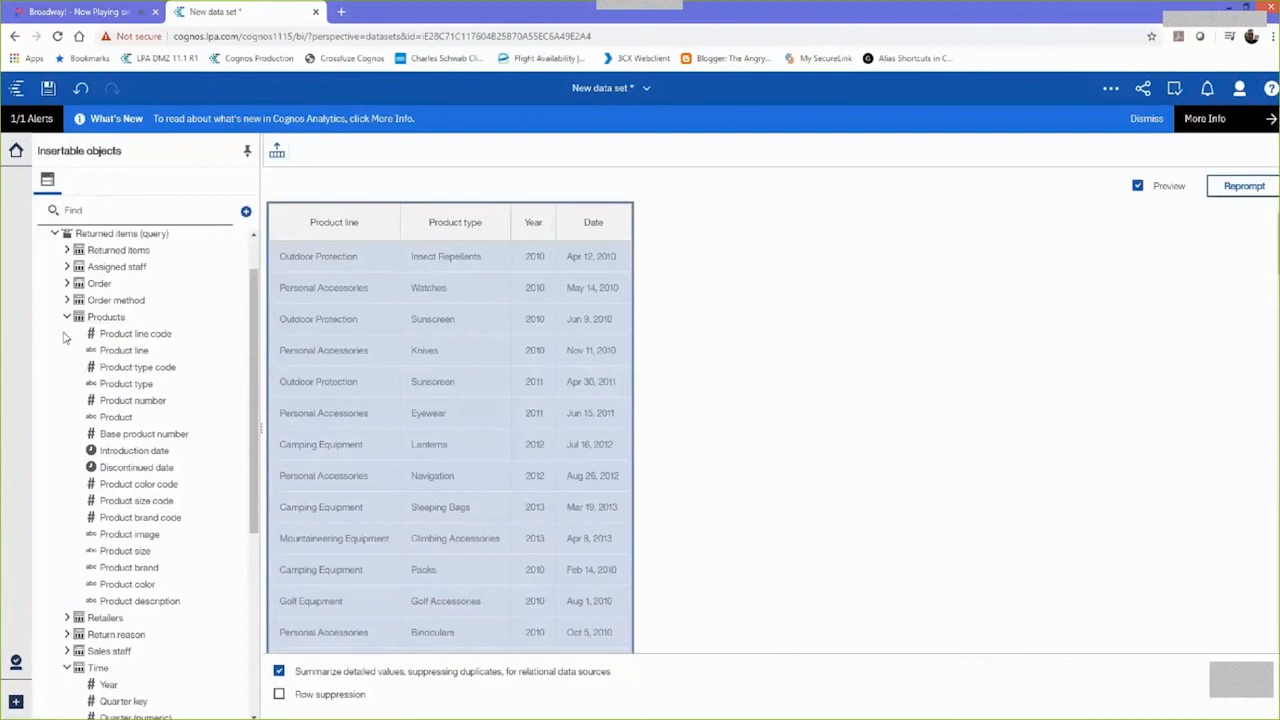 Broadway! - Now Playing on
New data set *
Not secure cognos.lpa.com/cognos1115/bi/?perspective=datasets&id=iE28C71C117604B25870A55EC6A49E2A4
Apps Bookmarks LPA DMZ 11.1 R1 Cognos Production Crossfuze Cognos Charles Schwab Cli... Flight Availability |... 3CX Webclient Blogger: The Angry... My SecureLink Alias Shortcuts in C...
New data set *
1/1 Alerts What's New To read about what's new in Cognos Analytics, click More Info. Dismiss More Info
Insertable objects
Preview Reprompt
Find
Returned items (query)
Returned items
Assigned staff
Order
Order method
Products
# Product line code
abc Product line
# Product type code
abc Product type
# Product number
abc Product
# Base product number
Introduction date
Discontinued date
# Product color code
# Product size code
# Product brand code
abc Product image
abc Product size
abc Product brand
abc Product color
abc Product description
Retailers
Return reason
Sales staff
Time
# Year
# Quarter key
# Quarter (numeric)
Product line Product type Year Date
Outdoor Protection Insect Repellents 2010 Apr 12, 2010
Personal Accessories Watches 2010 May 14, 2010
Outdoor Protection Sunscreen 2010 Jun 9, 2010
Personal Accessories Knives 2010 Nov 11, 2010
Outdoor Protection Sunscreen 2011 Apr 30, 2011
Personal Accessories Eyewear 2011 Jun 15, 2011
Camping Equipment Lanterns 2012 Jul 16, 2012
Personal Accessories Navigation 2012 Aug 26, 2012
Camping Equipment Sleeping Bags 2013 Mar 19, 2013
Mountaineering Equipment Climbing Accessories 2013 Apr 8, 2013
Camping Equipment Packs 2010 Feb 14, 2010
Golf Equipment Golf Accessories 2010 Aug 1, 2010
Personal Accessories Binoculars 2010 Oct 5, 2010
Summarize detailed values, suppressing duplicates, for relational data sources
Row suppression